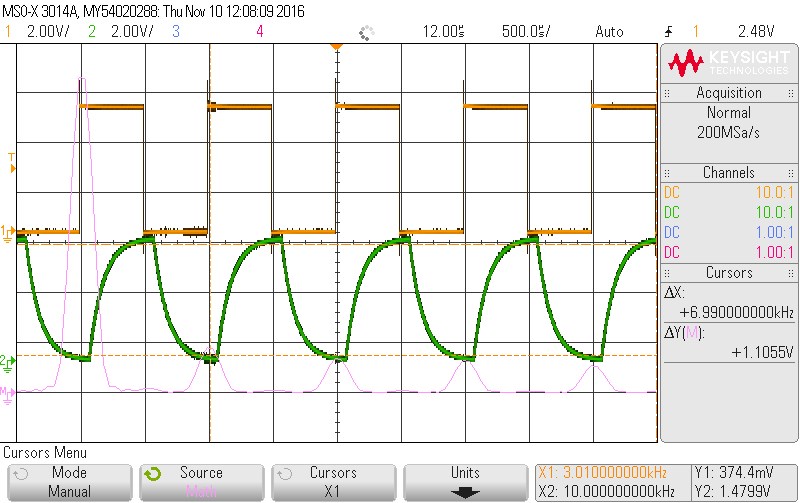 MSO-X 3014A, MY54020288: Thu Nov 10 12:08:09 2016
1 2.00V/ 2 2.00V/ 3 4 12.00s 500.0s/ Auto 1 2.48V
KEYSIGHT
TECHNOLOGIES
Acquisition
Normal
200MSa/s
Channels
DC 10.0:1
DC 10.0:1
DC 1.00:1
DC 1.00:1
Cursors
ΔX:
+6.990000000kHz
ΔY(M):
+1.1055V
T
1
2
M
Cursors Menu
Mode
Manual
Source
Math
Cursors
X1
Units
X1: 3.010000000kHz
X2: 10.000000000kHz
Y1: 374.4mV
Y2: 1.4799V